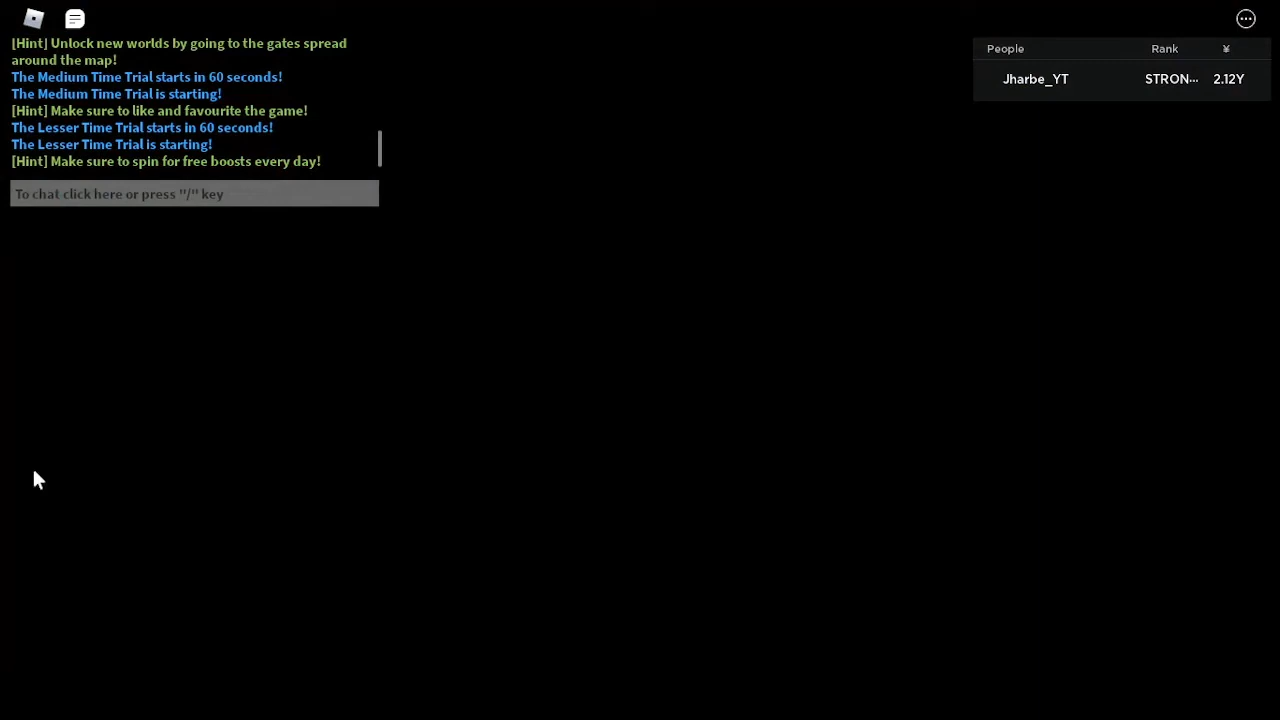 [Hint] Unlock new worlds by going to the gates spread
around the map!
The Medium Time Trial starts in 60 seconds!
The Medium Time Trial is starting!
[Hint] Make sure to like and favourite the game!
The Lesser Time Trial starts in 60 seconds!
The Lesser Time Trial is starting!
[Hint] Make sure to spin for free boosts every day!
To chat click here or press "/" key
People Rank ¥
Jharbe_YT STRON... 2.12Y